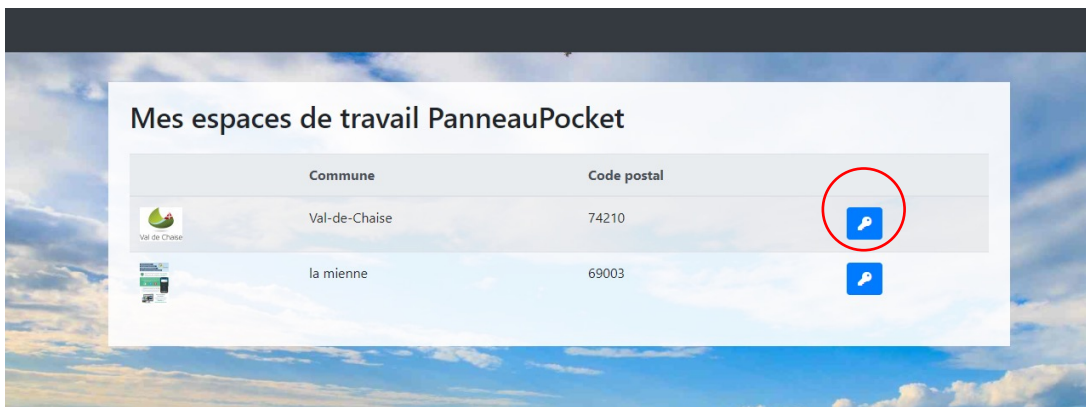 Mes espaces de travail PanneauPocket
Commune Code postal
Val de Chaise Val-de-Chaise 74210
la mienne 69003